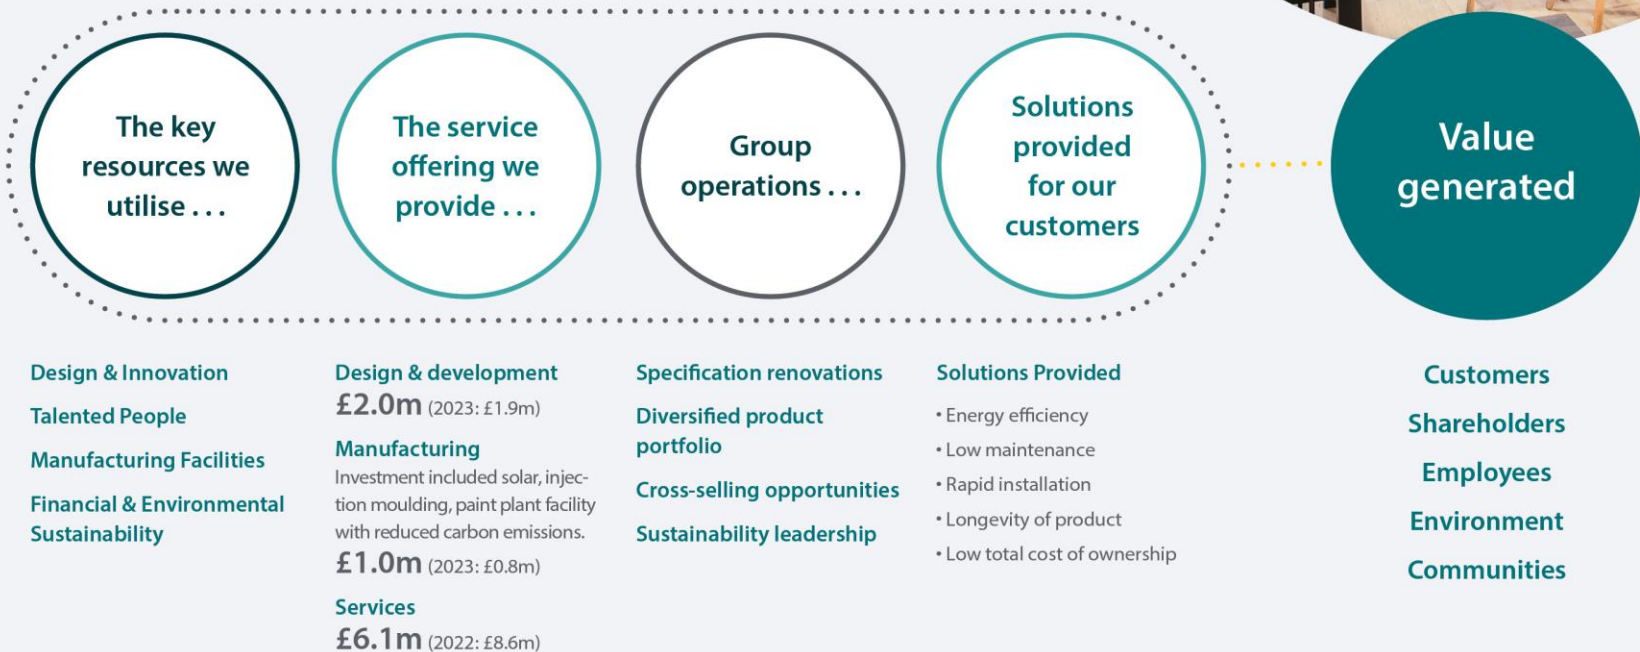 The key
resources we
utilise . . .
The service
offering we
provide . . .
Group
operations . . .
Solutions
provided
for our
customers
Value
generated
Design & Innovation
Talented People
Manufacturing Facilities
Financial & Environmental
Sustainability
Design & development
£2.0m (2023: £1.9m)
Manufacturing
Investment included solar, injec-
tion moulding, paint plant facility
with reduced carbon emissions.
£1.0m (2023: £0.8m)
Services
£6.1m (2022: £8.6m)
Specification renovations
Diversified product
portfolio
Cross-selling opportunities
Sustainability leadership
Solutions Provided
• Energy efficiency
• Low maintenance
• Rapid installation
• Longevity of product
• Low total cost of ownership
Customers
Shareholders
Employees
Environment
Communities